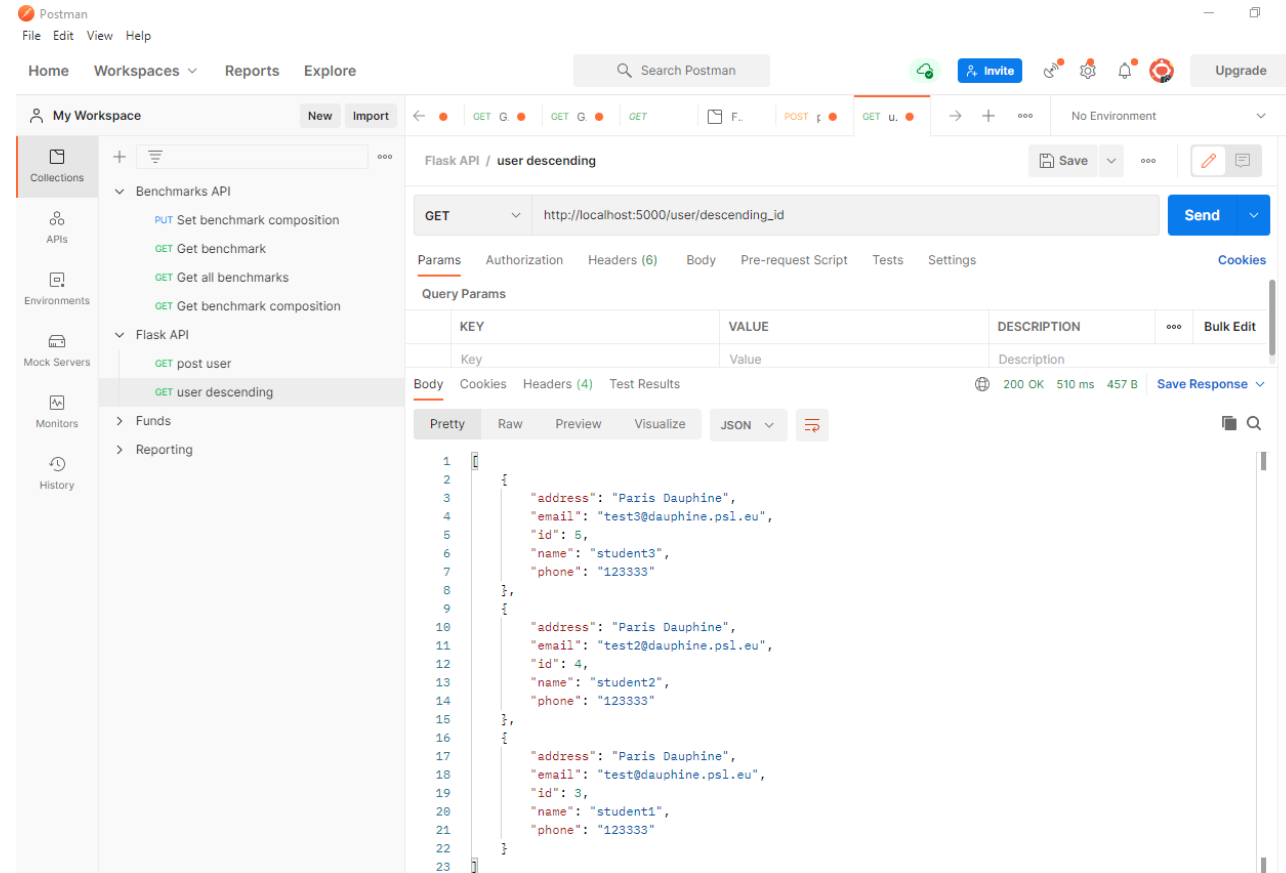 Postman
File Edit View Help
Home Workspaces Reports Explore Search Postman Invite Upgrade
My Workspace New Import GET G. GET G. GET F.. POST p GET u. No Environment
Collections
APIs
Environments
Mock Servers
Monitors
History
Benchmarks API
PUT Set benchmark composition
GET Get benchmark
GET Get all benchmarks
GET Get benchmark composition
Flask API
GET post user
GET user descending
Funds
Reporting
Flask API / user descending Save
GET http://localhost:5000/user/descending_id Send
Params Authorization Headers (6) Body Pre-request Script Tests Settings Cookies
Query Params
KEY VALUE DESCRIPTION Bulk Edit
Key Value Description
Body Cookies Headers (4) Test Results 200 OK 510 ms 457 B Save Response
Pretty Raw Preview Visualize JSON
1 [
2 {
3 "address": "Paris Dauphine",
4 "email": "test3@dauphine.psl.eu",
5 "id": 5,
6 "name": "student3",
7 "phone": "123333"
8 },
9 {
10 "address": "Paris Dauphine",
11 "email": "test2@dauphine.psl.eu",
12 "id": 4,
13 "name": "student2",
14 "phone": "123333"
15 },
16 {
17 "address": "Paris Dauphine",
18 "email": "test@dauphine.psl.eu",
19 "id": 3,
20 "name": "student1",
21 "phone": "123333"
22 }
23 ]